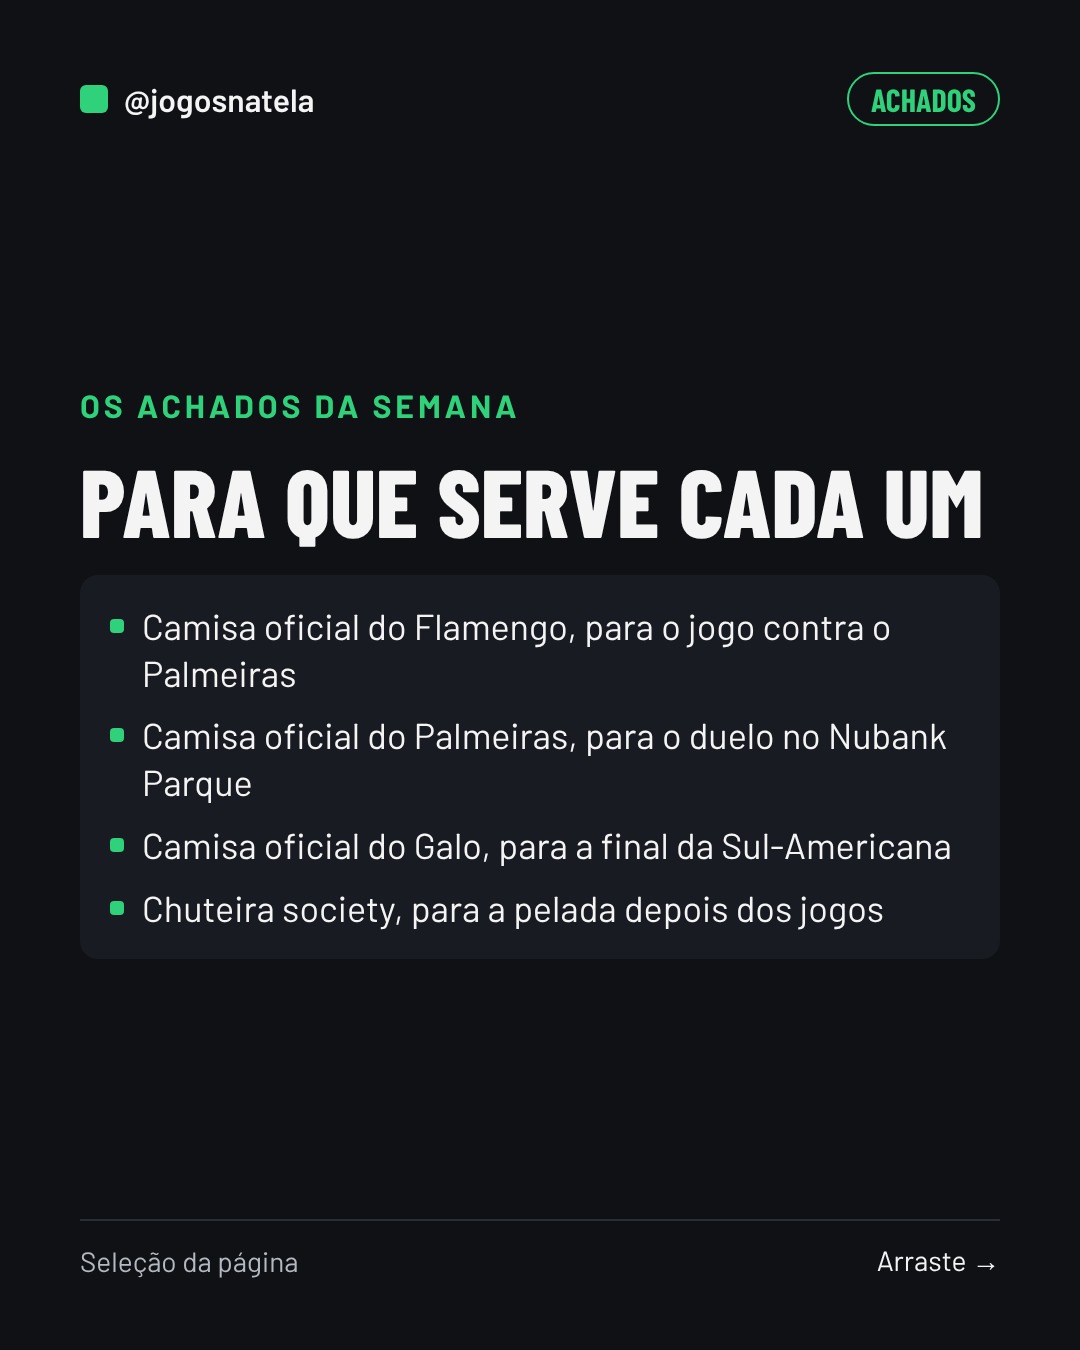 @jogosnatela
ACHADOS
OS ACHADOS DA SEMANA
PARA QUE SERVE CADA UM
Camisa oficial do Flamengo, para o jogo contra o
Palmeiras
Camisa oficial do Palmeiras, para o duelo no Nubank
Parque
Camisa oficial do Galo, para a final da Sul-Americana
Chuteira society, para a pelada depois dos jogos
Seleção da página
Arraste →